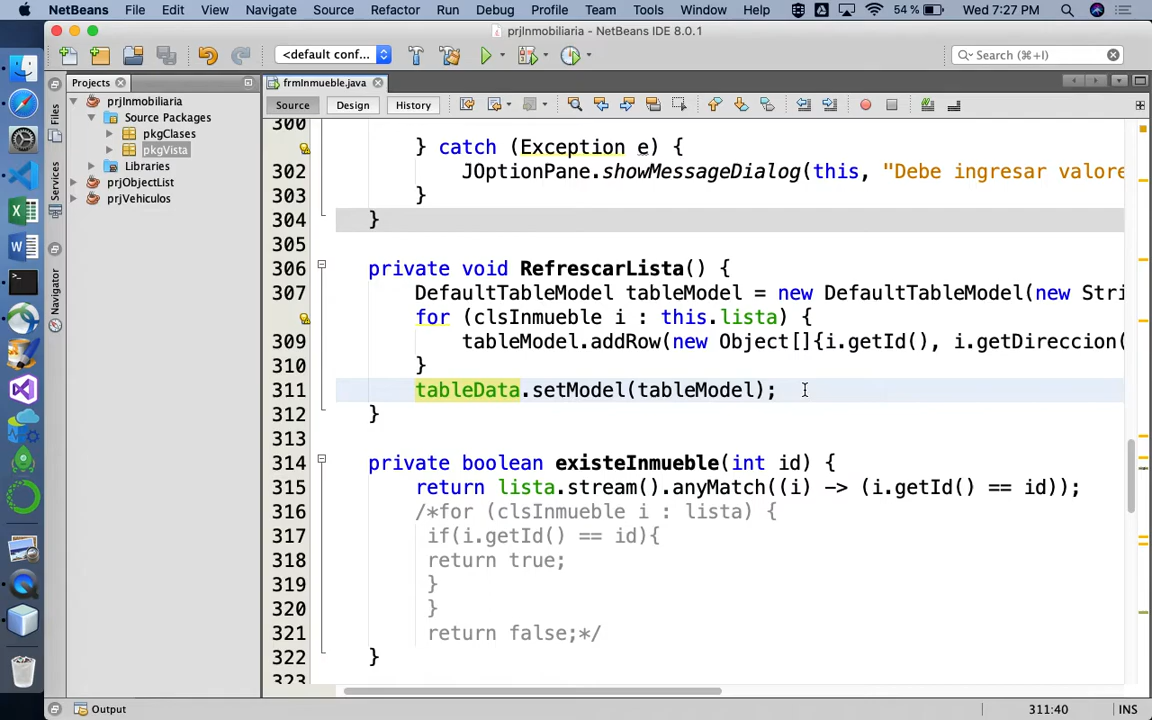 NetBeans File Edit View Navigate Source Refactor Run Debug Profile Team Tools Window Help 54 % Wed 7:27 PM
prjInmobiliaria - NetBeans IDE 8.0.1
<default conf... Search (⌘+I)
Projects frmInmueble.java
Source Design History
prjInmobiliaria
Source Packages
pkgClases
pkgVista
Libraries
prjObjectList
prjVehiculos
Files
Services
Navigator
300
} catch (Exception e) {
302 JOptionPane.showMessageDialog(this, "Debe ingresar valore
303 }
304 }
305
306 private void RefrescarLista() {
307 DefaultTableModel tableModel = new DefaultTableModel(new Stri
for (clsInmueble i : this.lista) {
309 tableModel.addRow(new Object[]{i.getId(), i.getDireccion(
310 }
311 tableData.setModel(tableModel);
312 }
313
314 private boolean existeInmueble(int id) {
315 return lista.stream().anyMatch((i) -> (i.getId() == id));
316 /*for (clsInmueble i : lista) {
317 if(i.getId() == id){
318 return true;
319 }
320 }
321 return false;*/
322 }
323
Output 311:40 INS